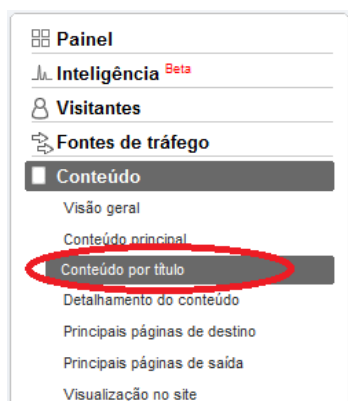 Painel
Inteligência Beta
Visitantes
Fontes de tráfego
Conteúdo
Visão geral
Conteúdo principal
Conteúdo por título
Detalhamento do conteúdo
Principais páginas de destino
Principais páginas de saída
Visualização no site